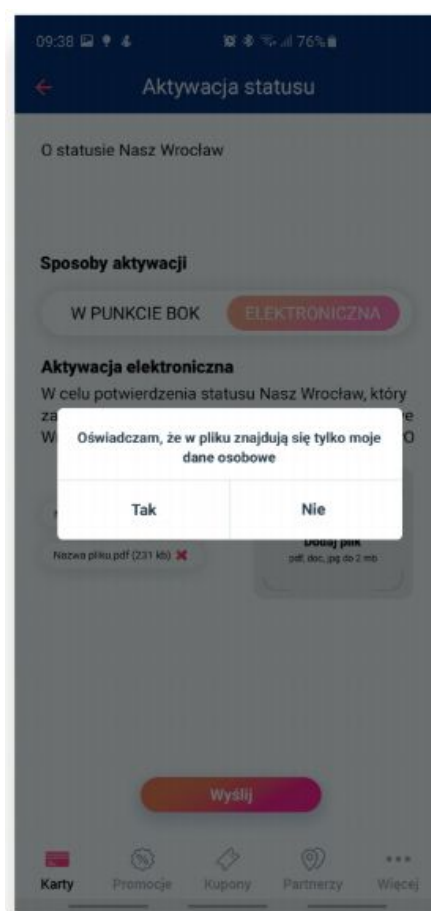 09:38 76%
Aktywacja statusu
O statusie Nasz Wrocław
Sposoby aktywacji
W PUNKCIE BOK ELEKTRONICZNA
Aktywacja elektroniczna
W celu potwierdzenia statusu Nasz Wrocław, który
za
Oświadczam, że w pliku znajdują się tylko moje
dane osobowe
Tak Nie
Dodaj plik
Nazwa pliku.pdf (231 kb) pdf, doc, jpg do 2 mb
Wyślij
Karty Promocje Kupony Partnerzy Więcej